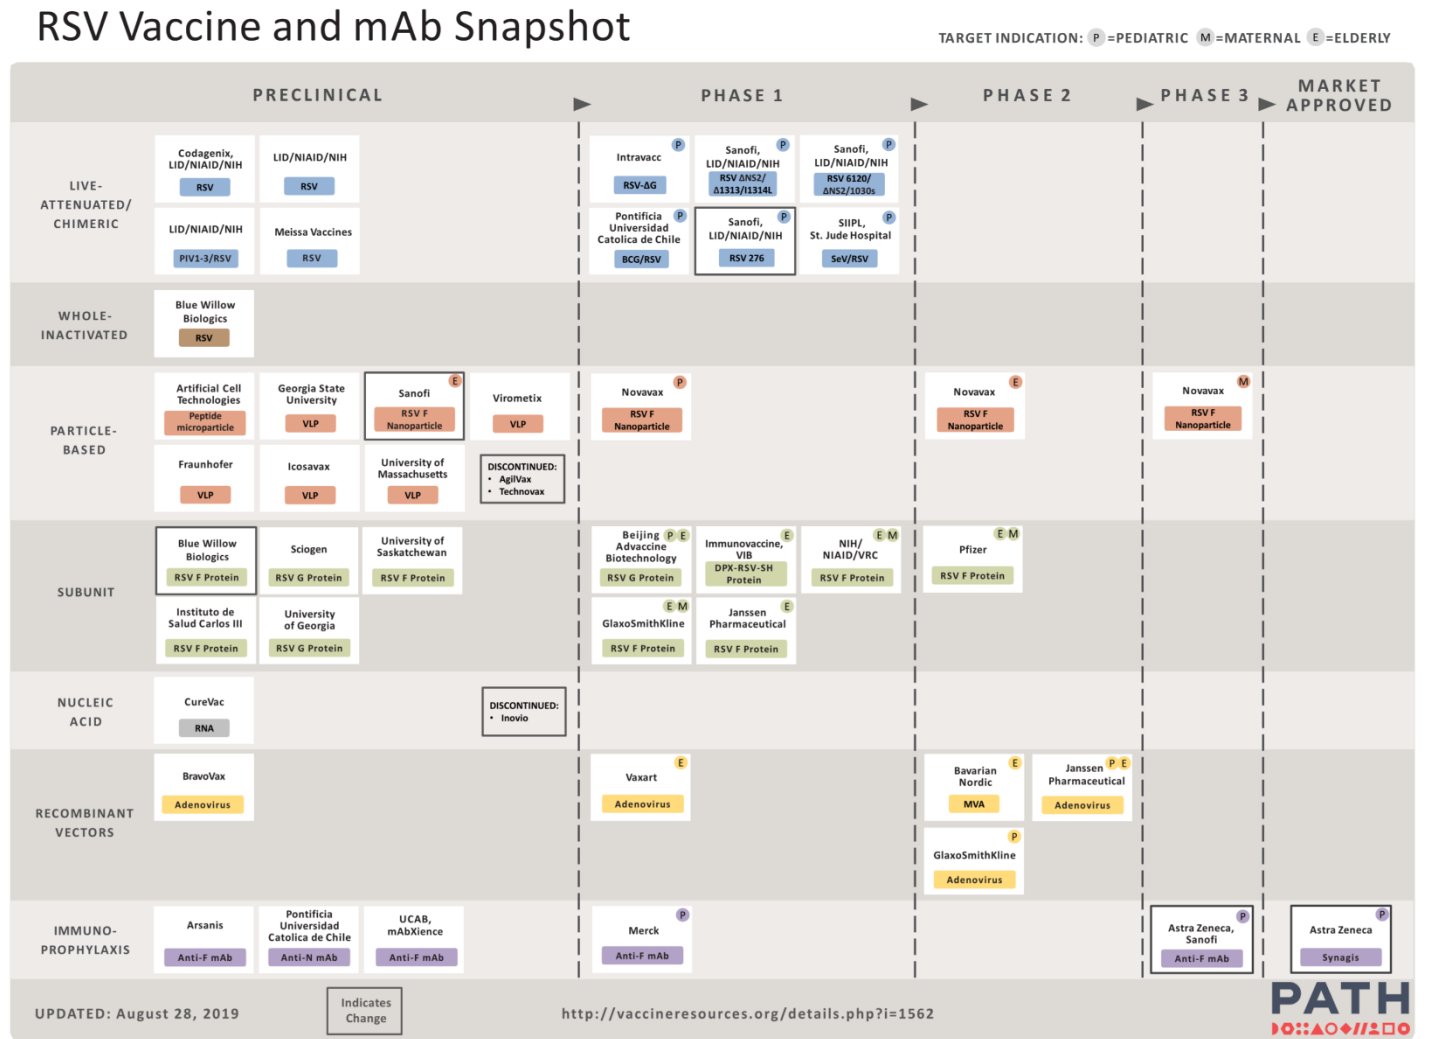 RSV Vaccine and mAb Snapshot
TARGET INDICATION: P =PEDIATRIC M =MATERNAL E =ELDERLY
PRECLINICAL
PHASE 1
PHASE 2
PHASE 3
MARKET
APPROVED
LIVE-
ATTENUATED/
CHIMERIC
Codagenix,
LID/NIAID/NIH
RSV
LID/NIAID/NIH
RSV
P
Intravacc
RSV-ΔG
P
Sanofi,
LID/NIAID/NIH
RSV ΔNS2/
Δ1313/I1314L
P
Sanofi,
LID/NIAID/NIH
RSV 6120/
ΔNS2/1030s
LID/NIAID/NIH
PIV1-3/RSV
Meissa Vaccines
RSV
P
Pontificia
Universidad
Catolica de Chile
BCG/RSV
P
Sanofi,
LID/NIAID/NIH
RSV 276
P
SIIPL,
St. Jude Hospital
SeV/RSV
WHOLE-
INACTIVATED
Blue Willow
Biologics
RSV
PARTICLE-
BASED
Artificial Cell
Technologies
Peptide
microparticle
Georgia State
University
VLP
E
Sanofi
RSV F
Nanoparticle
Virometix
VLP
P
Novavax
RSV F
Nanoparticle
E
Novavax
RSV F
Nanoparticle
M
Novavax
RSV F
Nanoparticle
Fraunhofer
VLP
Icosavax
VLP
University of
Massachusetts
VLP
DISCONTINUED:
• AgilVax
• Technovax
SUBUNIT
Blue Willow
Biologics
RSV F Protein
Sciogen
RSV G Protein
University of
Saskatchewan
RSV F Protein
Beijing P E
Advaccine
Biotechnology
RSV G Protein
E
Immunovaccine,
VIB
DPX-RSV-SH
Protein
E M
NIH/
NIAID/VRC
RSV F Protein
E M
Pfizer
RSV F Protein
Instituto de
Salud Carlos III
RSV F Protein
University
of Georgia
RSV G Protein
E M
GlaxoSmithKline
RSV F Protein
E
Janssen
Pharmaceutical
RSV F Protein
NUCLEIC
ACID
CureVac
RNA
DISCONTINUED:
• Inovio
RECOMBINANT
VECTORS
BravoVax
Adenovirus
E
Vaxart
Adenovirus
E
Bavarian
Nordic
MVA
P E
Janssen
Pharmaceutical
Adenovirus
P
GlaxoSmithKline
Adenovirus
IMMUNO-
PROPHYLAXIS
Arsanis
Anti-F mAb
Pontificia
Universidad
Catolica de Chile
Anti-N mAb
UCAB,
mAbXience
Anti-F mAb
P
Merck
Anti-F mAb
P
Astra Zeneca,
Sanofi
Anti-F mAb
P
Astra Zeneca
Synagis
UPDATED: August 28, 2019
Indicates
Change
http://vaccineresources.org/details.php?i=1562
PATH